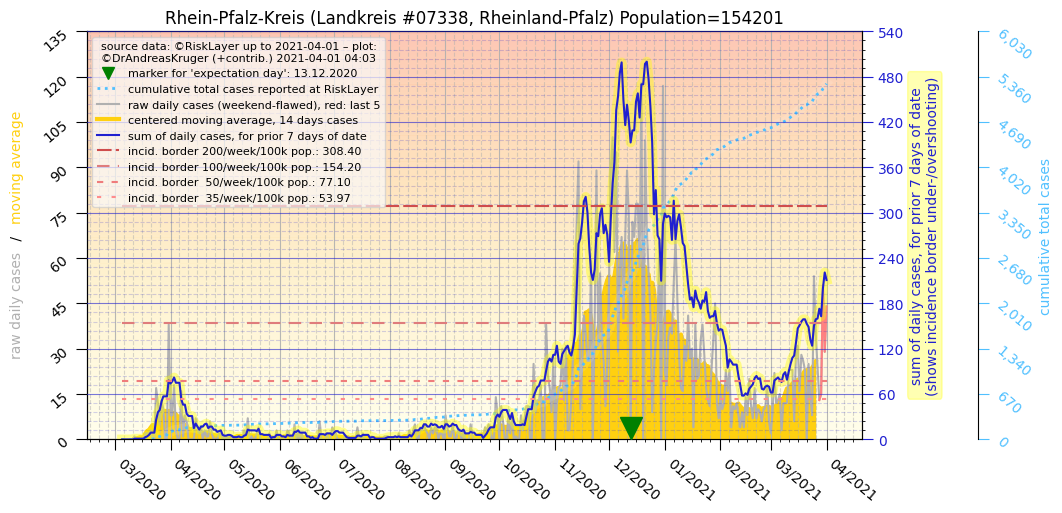 Rhein-Pfalz-Kreis (Landkreis #07338, Rheinland-Pfalz) Population=154201
source data: ©RiskLayer up to 2021-04-01 – plot:
©DrAndreasKruger (+contrib.) 2021-04-01 04:03
marker for 'expectation day': 13.12.2020
cumulative total cases reported at RiskLayer
raw daily cases (weekend-flawed), red: last 5
centered moving average, 14 days cases
sum of daily cases, for prior 7 days of date
incid. border 200/week/100k pop.: 308.40
incid. border 100/week/100k pop.: 154.20
incid. border  50/week/100k pop.: 77.10
incid. border  35/week/100k pop.: 53.97
raw daily cases  /  moving average
135
120
105
90
75
60
45
30
15
0
03/2020
04/2020
05/2020
06/2020
07/2020
08/2020
09/2020
10/2020
11/2020
12/2020
01/2021
02/2021
03/2021
04/2021
540
480
420
360
300
240
180
120
60
0
sum of daily cases, for prior 7 days of date
(shows incidence border under-/overshooting)
6,030
5,360
4,690
4,020
3,350
2,680
2,010
1,340
670
0
cumulative total cases